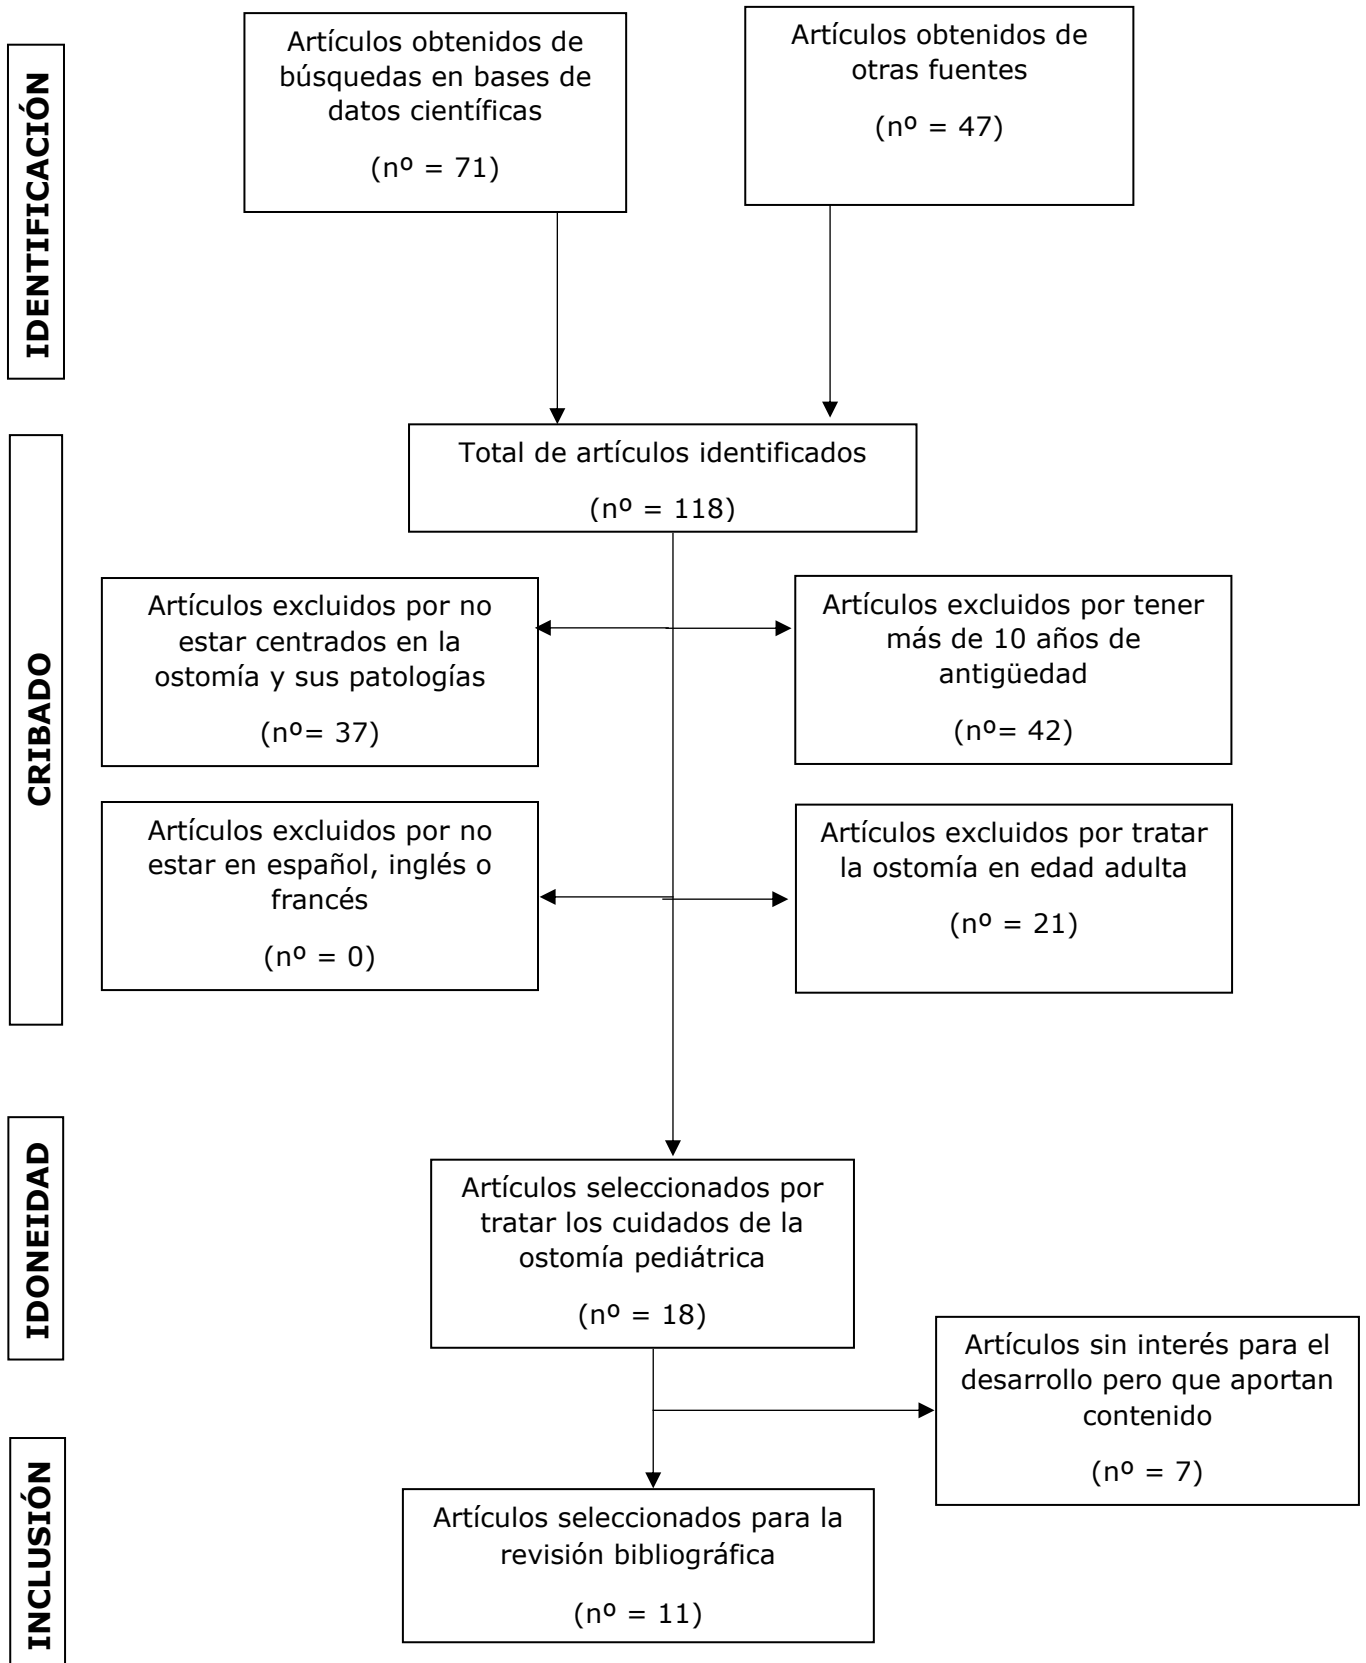 IDENTIFICACIÓN
Artículos obtenidos de
búsquedas en bases de
datos científicas
(nº = 71)
Artículos obtenidos de
otras fuentes
(nº = 47)
CRIBADO
Total de artículos identificados
(nº = 118)
Artículos excluidos por no
estar centrados en la
ostomía y sus patologías
(nº= 37)
Artículos excluidos por tener
más de 10 años de
antigüedad
(nº= 42)
Artículos excluidos por no
estar en español, inglés o
francés
(nº = 0)
Artículos excluidos por tratar
la ostomía en edad adulta
(nº = 21)
IDONEIDAD
Artículos seleccionados por
tratar los cuidados de la
ostomía pediátrica
(nº = 18)
Artículos sin interés para el
desarrollo pero que aportan
contenido
(nº = 7)
INCLUSIÓN
Artículos seleccionados para la
revisión bibliográfica
(nº = 11)